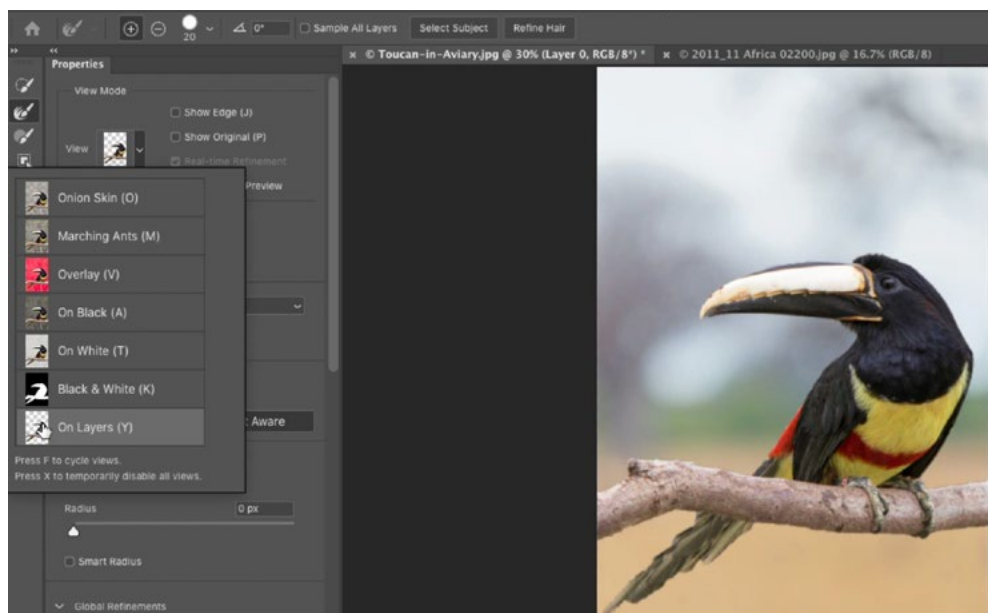 20 0° Sample All Layers Select Subject Refine Hair
× © Toucan-in-Aviary.jpg @ 30% (Layer 0, RGB/8*) * × © 2011_11 Africa 02200.jpg @ 16.7% (RGB/8)
Properties
View Mode
Show Edge (J)
Show Original (P)
View
Real-time Refinement
Preview
Onion Skin (O)
Marching Ants (M)
Overlay (V)
On Black (A)
On White (T)
Black & White (K)
On Layers (Y)
Aware
Press F to cycle views.
Press X to temporarily disable all views.
Radius 0 px
Smart Radius
Global Refinements